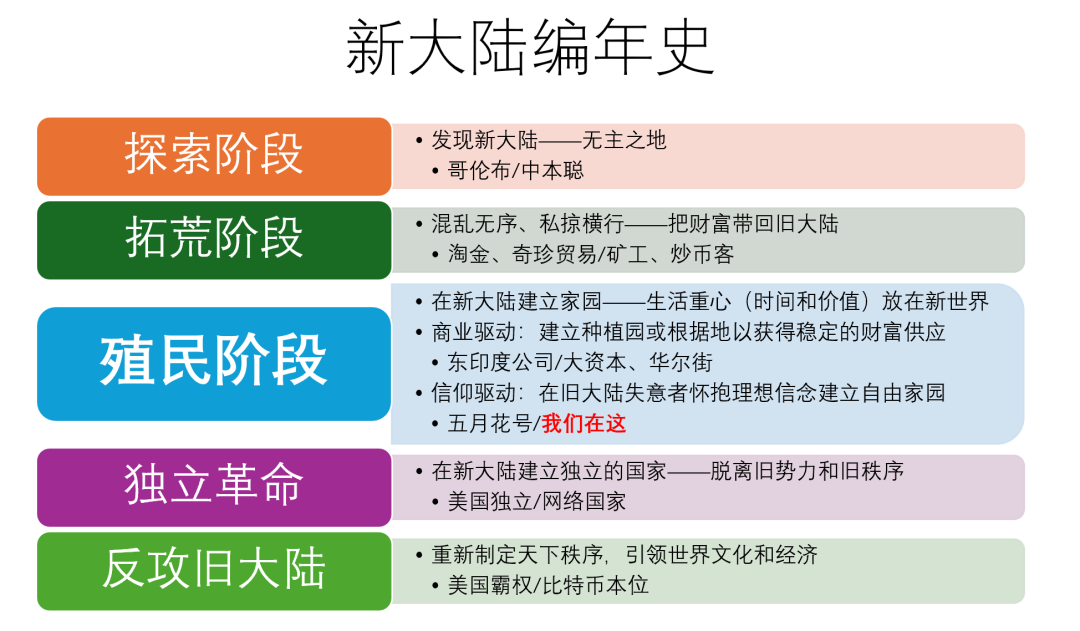 新大陆编年史
探索阶段
• 发现新大陆——无主之地
• 哥伦布/中本聪
拓荒阶段
• 混乱无序、私掠横行——把财富带回旧大陆
• 淘金、奇珍贸易/矿工、炒币客
殖民阶段
• 在新大陆建立家园——生活重心（时间和价值）放在新世界
• 商业驱动：建立种植园或根据地以获得稳定的财富供应
• 东印度公司/大资本、华尔街
• 信仰驱动：在旧大陆失意者怀抱理想信念建立自由家园
• 五月花号/我们在这
独立革命
• 在新大陆建立独立的国家——脱离旧势力和旧秩序
• 美国独立/网络国家
反攻旧大陆
• 重新制定天下秩序，引领世界文化和经济
• 美国霸权/比特币本位